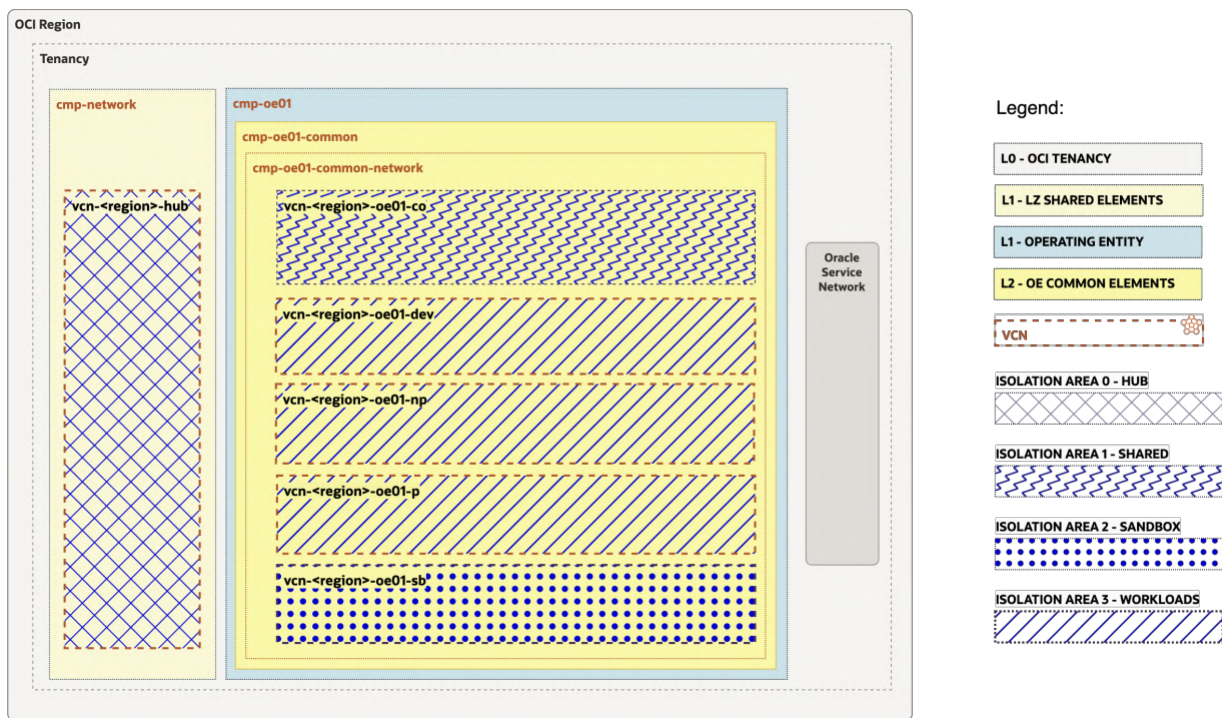 OCI Region
Tenancy
cmp-network
vcn-<region>-hub
cmp-oe01
cmp-oe01-common
cmp-oe01-common-network
vcn-<region>-oe01-co
vcn-<region>-oe01-dev
vcn-<region>-oe01-np
vcn-<region>-oe01-p
vcn-<region>-oe01-sb
Oracle
Service
Network
Legend:
L0 - OCI TENANCY
L1 - LZ SHARED ELEMENTS
L1 - OPERATING ENTITY
L2 - OE COMMON ELEMENTS
VCN
ISOLATION AREA 0 - HUB
ISOLATION AREA 1 - SHARED
ISOLATION AREA 2 - SANDBOX
ISOLATION AREA 3 - WORKLOADS